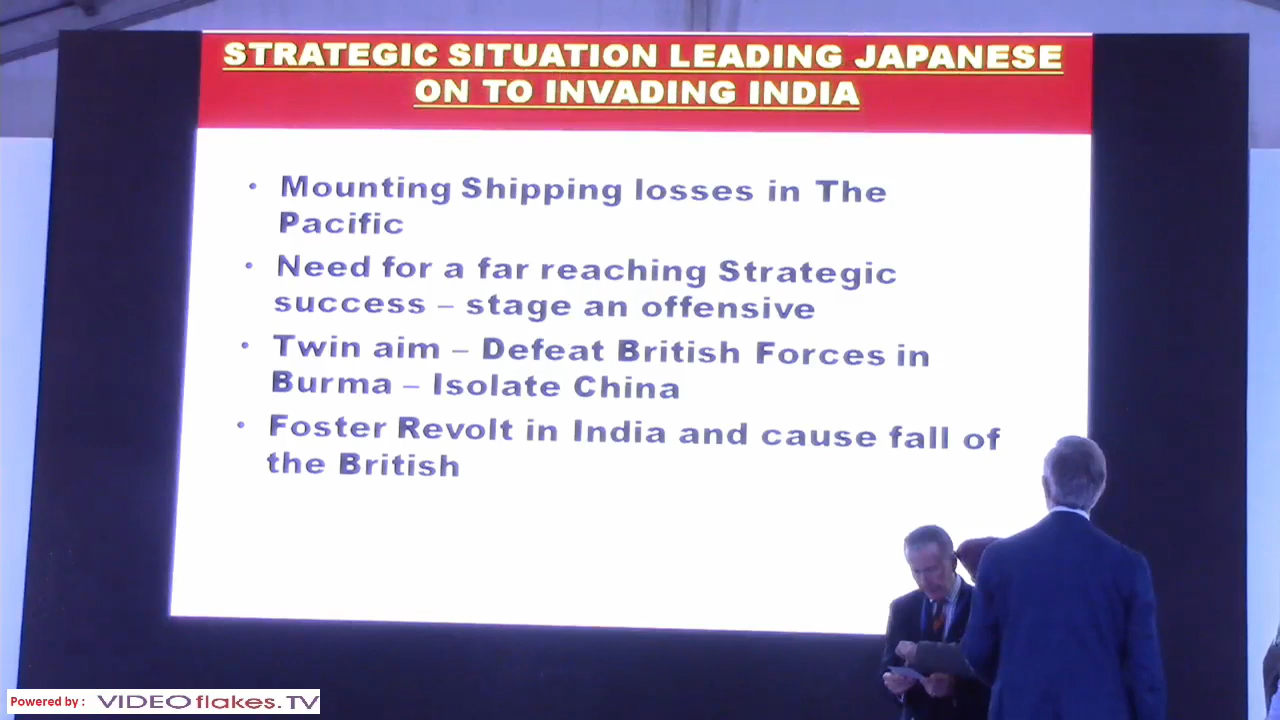 STRATEGIC SITUATION LEADING JAPANESE
ON TO INVADING INDIA
• Mounting Shipping losses in The
Pacific
• Need for a far reaching Strategic
success – stage an offensive
• Twin aim – Defeat British Forces in
Burma – Isolate China
• Foster Revolt in India and cause fall of
the British
Powered by : VIDEOflakes.TV